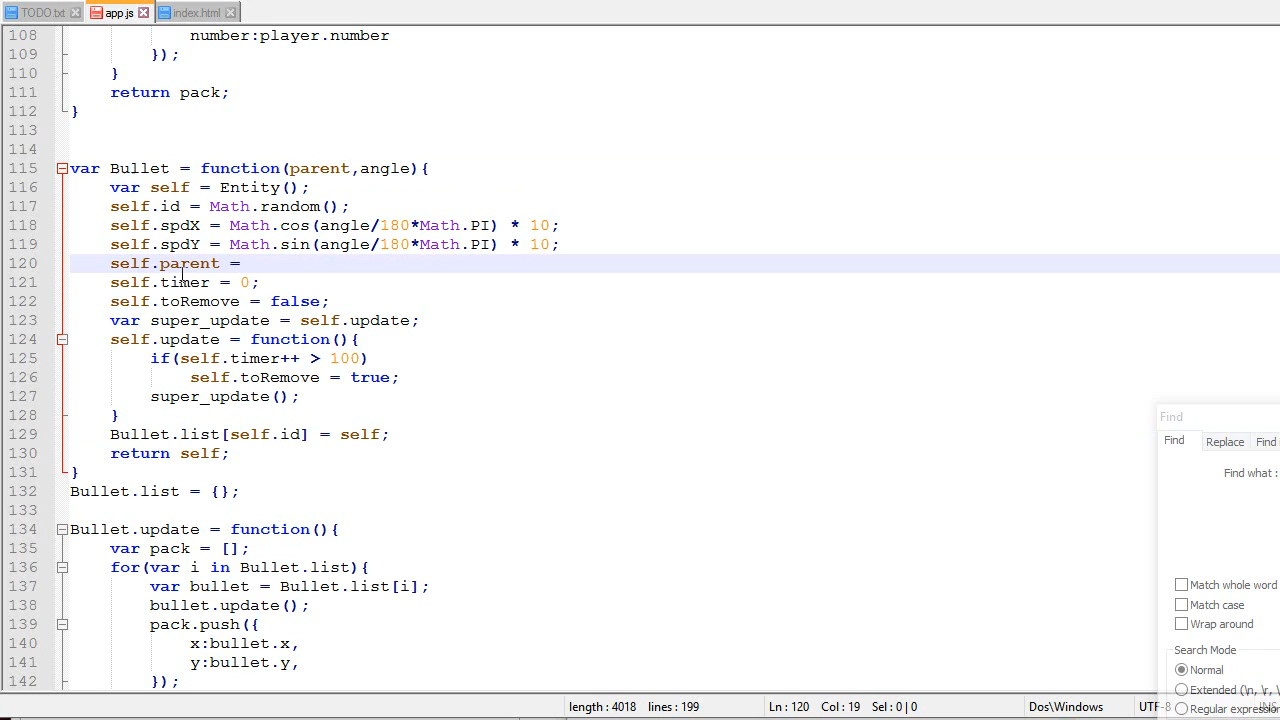 TODO.txt app.js index.html
108 number:player.number
109 });
110 }
111 return pack;
112 }
113
114
115 var Bullet = function(parent,angle){
116 var self = Entity();
117 self.id = Math.random();
118 self.spdX = Math.cos(angle/180*Math.PI) * 10;
119 self.spdY = Math.sin(angle/180*Math.PI) * 10;
120 self.parent =
121 self.timer = 0;
122 self.toRemove = false;
123 var super_update = self.update;
124 self.update = function(){
125 if(self.timer++ > 100)
126 self.toRemove = true;
127 super_update();
128 }
129 Bullet.list[self.id] = self;
130 return self;
131 }
132 Bullet.list = {};
133
134 Bullet.update = function(){
135 var pack = [];
136 for(var i in Bullet.list){
137 var bullet = Bullet.list[i];
138 bullet.update();
139 pack.push({
140 x:bullet.x,
141 y:bullet.y,
142 });
Find
Find Replace Find
Find what :
Match whole word
Match case
Wrap around
Search Mode
Normal
Extended (\n, \r, \
Regular expression
length : 4018 lines : 199 Ln : 120 Col : 19 Sel : 0 | 0 Dos\Windows UTF-8 INS